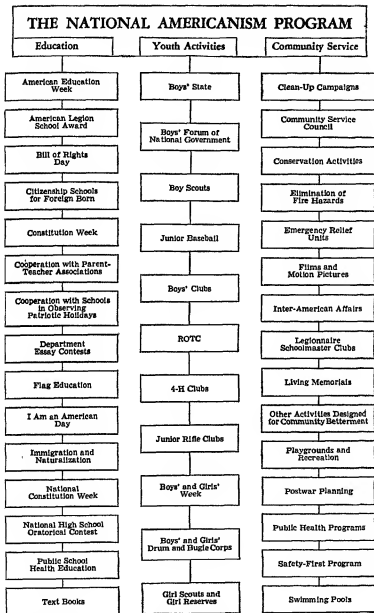 THE NATIONAL AMERICANISM PROGRAM
Education
American Education
Week
American Legion
School Award
Bill of Rights
Day
Citizenship Schools
for Foreign Born
Constitution Week
Cooperation with Parent-
Teacher Associations
Cooperation with Schools
in Observing
Patriotic Holidays
Department
Essay Contests
Flag Education
I Am an American
Day
Immigration and
Naturalization
National
Constitution Week
National High School
Oratorical Contest
Public School
Health Education
Text Books
Youth Activities
Boys' State
Boys' Forum of
National Government
Boy Scouts
Junior Baseball
Boys' Clubs
ROTC
4-H Clubs
Junior Rifle Clubs
Boys' and Girls'
Week
Boys' and Girls'
Drum and Bugle Corps
Girl Scouts and
Girl Reserves
Community Service
Clean-Up Campaigns
Community Service
Council
Conservation Activities
Elimination of
Fire Hazards
Emergency Relief
Units
Films and
Motion Pictures
Inter-American Affairs
Legionnaire
Schoolmaster Clubs
Living Memorials
Other Activities Designed
for Community Betterment
Playgrounds and
Recreation
Postwar Planning
Public Health Programs
Safety-First Program
Swimming Pools